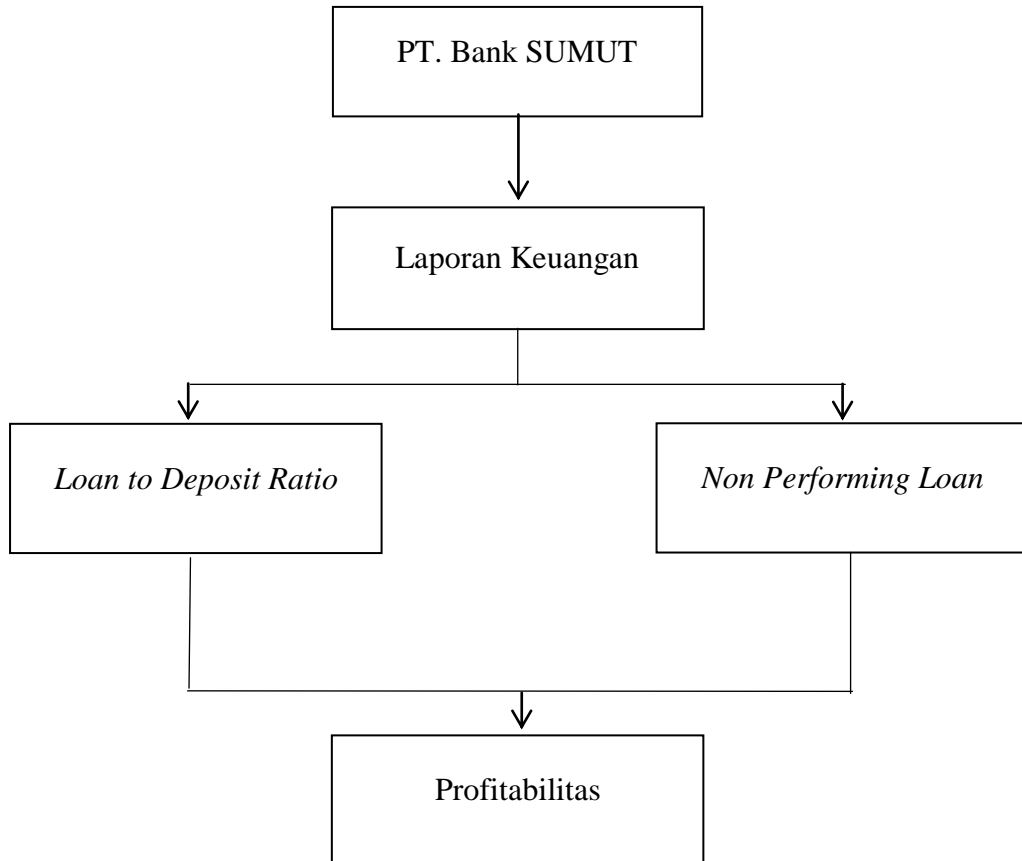 PT. Bank SUMUT
Laporan Keuangan
Loan to Deposit Ratio
Non Performing Loan
Profitabilitas